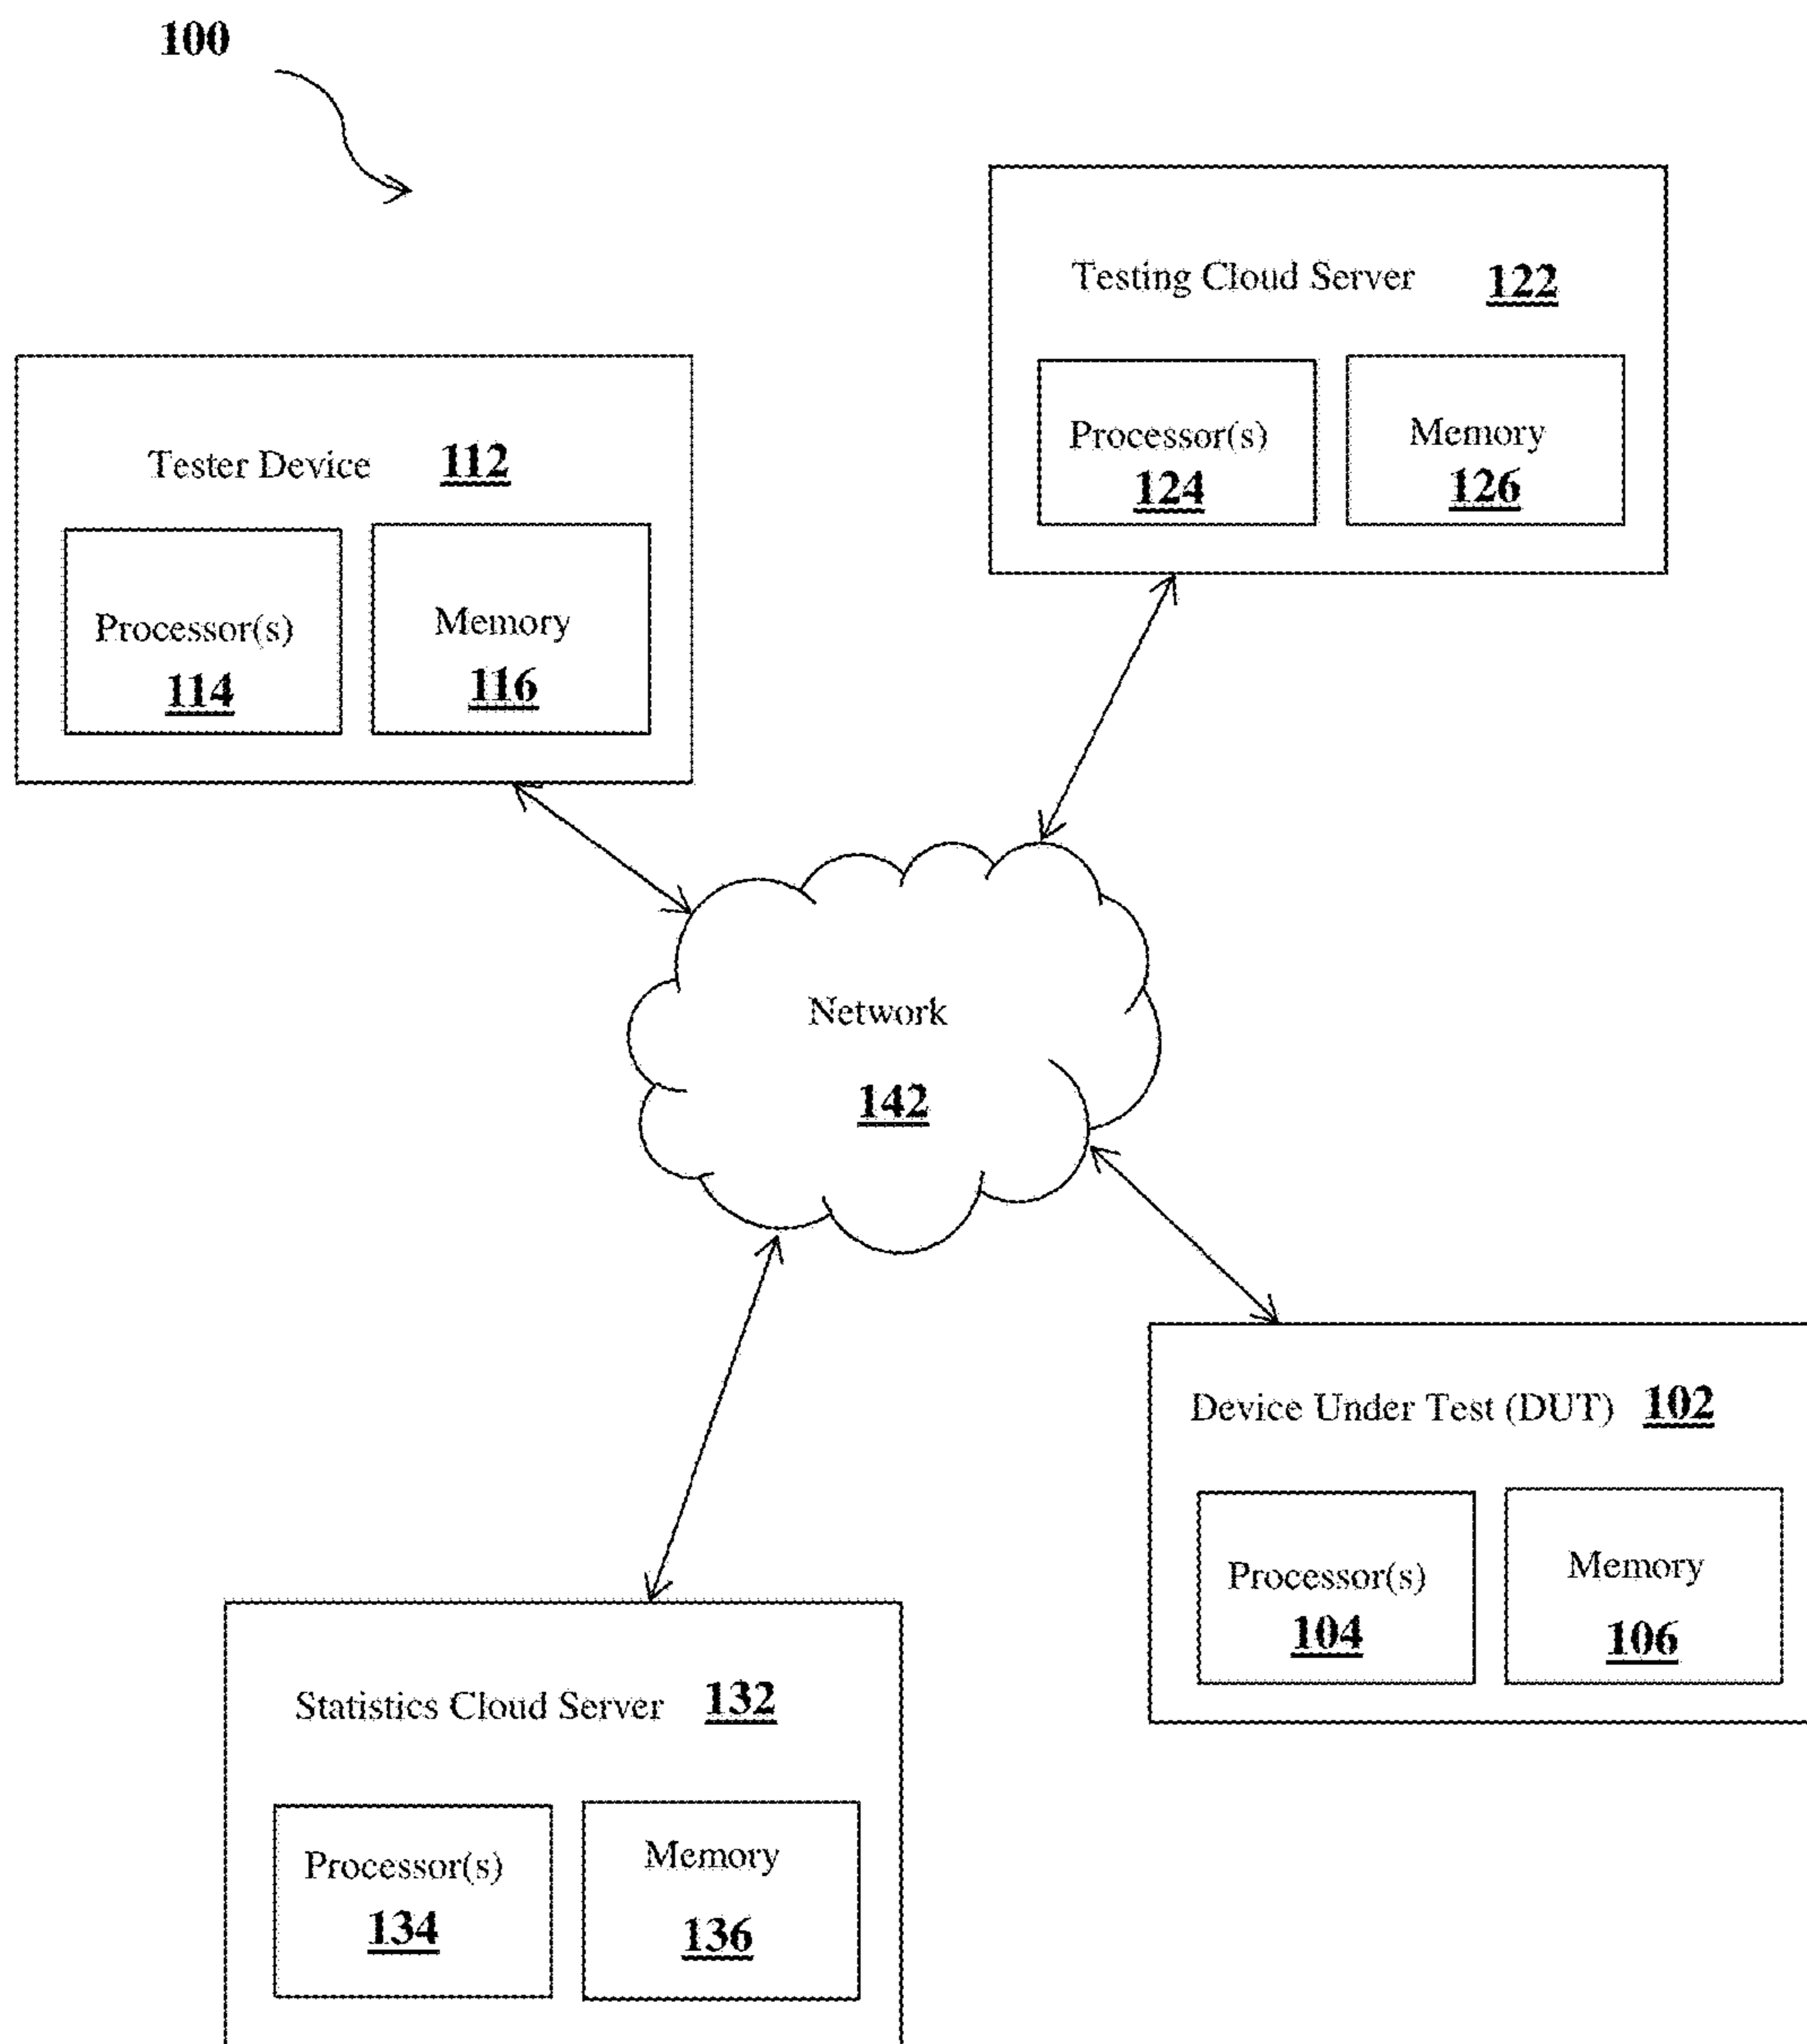 100
Testing Cloud Server 122
Processor(s)
124
Memory
126
Tester Device 112
Processor(s)
114
Memory
116
Network
142
Device Under Test (DUT) 102
Processor(s)
104
Memory
106
Statistics Cloud Server 132
Processor(s)
134
Memory
136